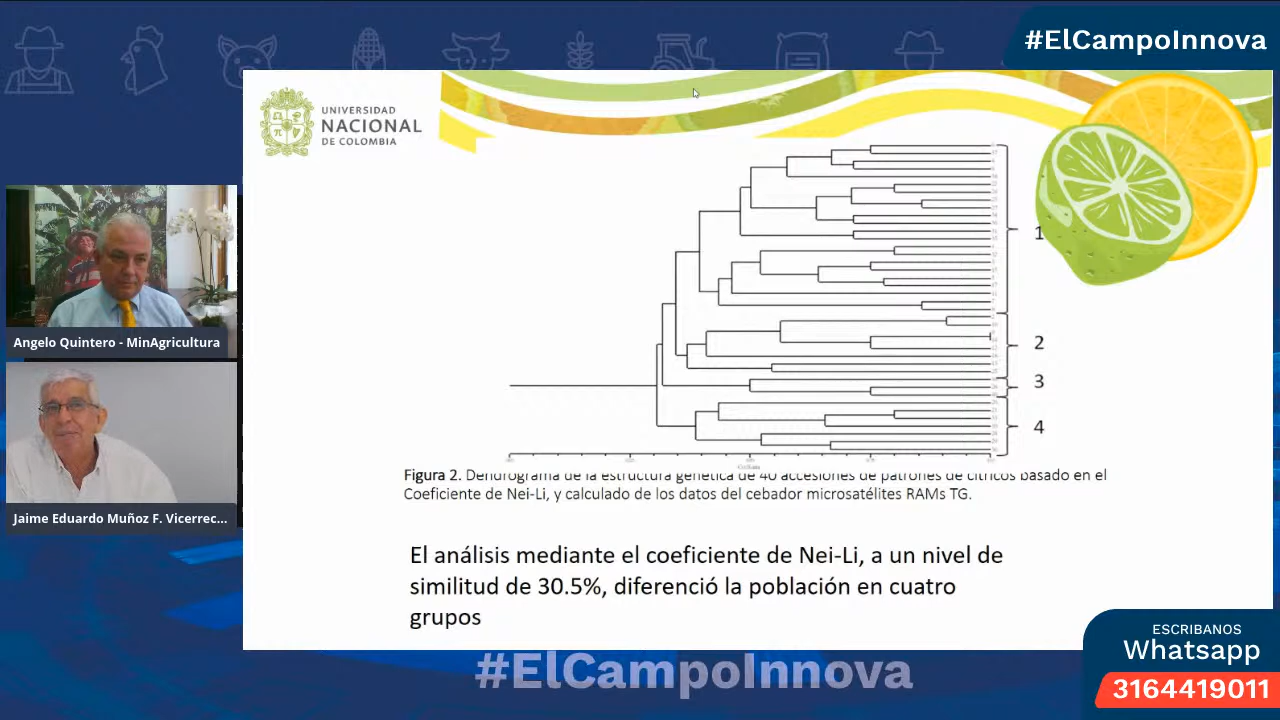 #ElCampoInnova
UNIVERSIDAD
NACIONAL
DE COLOMBIA
1
2
3
4
Angelo Quintero - MinAgricultura
Jaime Eduardo Muñoz F. Vicerrec...
Figura 2. Dendrograma de la estructura genética de 40 accesiones de patrones de cítricos basado en el
Coeficiente de Nei-Li, y calculado de los datos del cebador microsatélites RAMs TG.
El análisis mediante el coeficiente de Nei-Li, a un nivel de
similitud de 30.5%, diferenció la población en cuatro
grupos
#ElCampoInnova
ESCRIBANOS
Whatsapp
3164419011